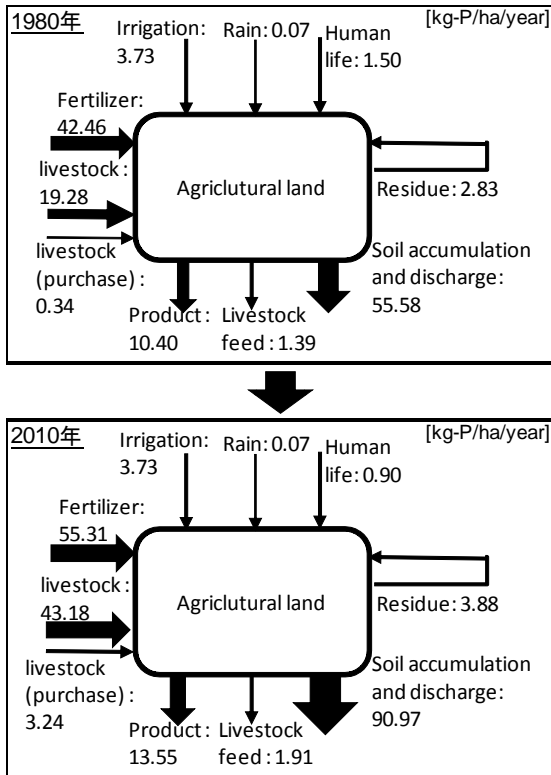 1980年
[kg-P/ha/year]
Irrigation:
3.73
Rain: 0.07
Human
life: 1.50
Fertilizer:
42.46
livestock :
19.28
livestock
(purchase) :
0.34
Agriclutural land
Residue: 2.83
Product :
10.40
Livestock
feed : 1.39
Soil accumulation
and discharge:
55.58
2010年
[kg-P/ha/year]
Irrigation:
3.73
Rain: 0.07
Human
life: 0.90
Fertilizer:
55.31
livestock :
43.18
livestock
(purchase) :
3.24
Agriclutural land
Residue: 3.88
Product :
13.55
Livestock
feed : 1.91
Soil accumulation
and discharge:
90.97